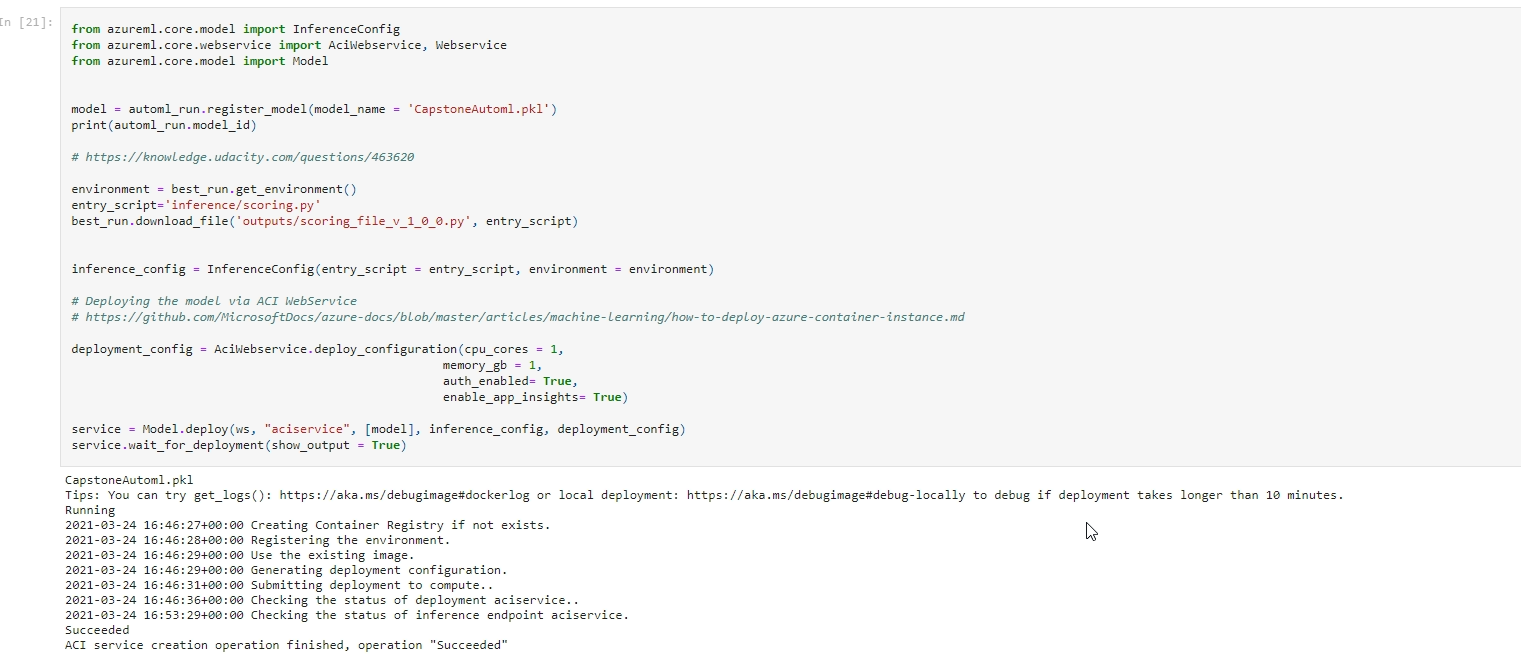 In [21]:
from azureml.core.model import InferenceConfig
from azureml.core.webservice import AciWebservice, Webservice
from azureml.core.model import Model
model = automl_run.register_model(model_name = 'CapstoneAutoml.pkl')
print(automl_run.model_id)
# https://knowledge.udacity.com/questions/463620
environment = best_run.get_environment()
entry_script='inference/scoring.py'
best_run.download_file('outputs/scoring_file_v_1_0_0.py', entry_script)
inference_config = InferenceConfig(entry_script = entry_script, environment = environment)
# Deploying the model via ACI WebService
# https://github.com/MicrosoftDocs/azure-docs/blob/master/articles/machine-learning/how-to-deploy-azure-container-instance.md
deployment_config = AciWebservice.deploy_configuration(cpu_cores = 1,
memory_gb = 1,
auth_enabled= True,
enable_app_insights= True)
service = Model.deploy(ws, "aciservice", [model], inference_config, deployment_config)
service.wait_for_deployment(show_output = True)
CapstoneAutoml.pkl
Tips: You can try get_logs(): https://aka.ms/debugimage#dockerlog or local deployment: https://aka.ms/debugimage#debug-locally to debug if deployment takes longer than 10 minutes.
Running
2021-03-24 16:46:27+00:00 Creating Container Registry if not exists.
2021-03-24 16:46:28+00:00 Registering the environment.
2021-03-24 16:46:29+00:00 Use the existing image.
2021-03-24 16:46:29+00:00 Generating deployment configuration.
2021-03-24 16:46:31+00:00 Submitting deployment to compute..
2021-03-24 16:46:36+00:00 Checking the status of deployment aciservice..
2021-03-24 16:53:29+00:00 Checking the status of inference endpoint aciservice.
Succeeded
ACI service creation operation finished, operation "Succeeded"